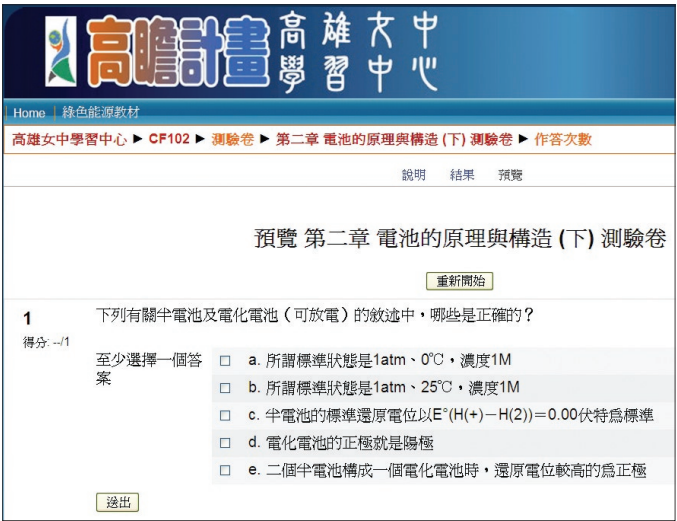 高瞻計畫 高雄女中
學習中心
Home 綠色能源教材
高雄女中學習中心 ► CF102 ► 測驗卷 ► 第二章 電池的原理與構造 (下) 測驗卷 ► 作答次數
說明 結果 預覽
預覽 第二章 電池的原理與構造 (下) 測驗卷
重新開始
1
得分: --/1
下列有關半電池及電化電池（可放電）的敘述中，哪些是正確的？
至少選擇一個答
案
a. 所謂標準狀態是1atm、0℃，濃度1M
b. 所謂標準狀態是1atm、25℃，濃度1M
c. 半電池的標準還原電位以E°(H(+)－H(2))＝0.00伏特為標準
d. 電化電池的正極就是陽極
e. 二個半電池構成一個電化電池時，還原電位較高的為正極
送出